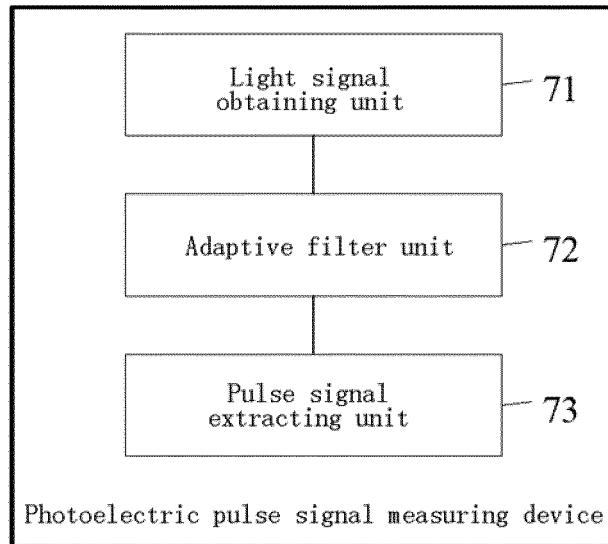 Light signal
obtaining unit
71
Adaptive filter unit
72
Pulse signal
extracting unit
73
Photoelectric pulse signal measuring device